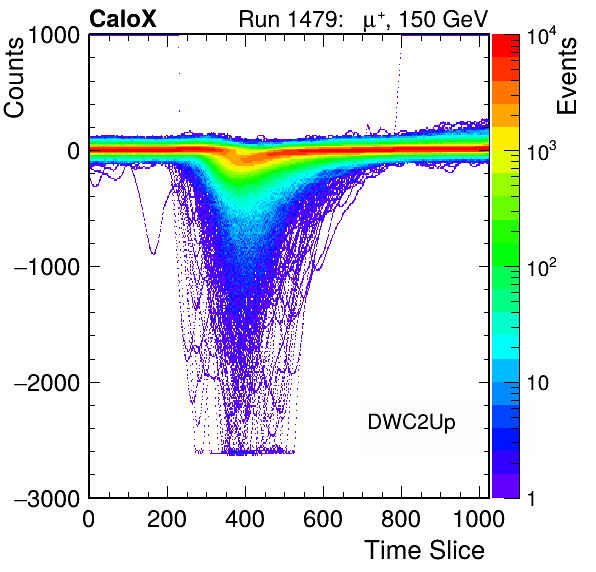 CaloX Run 1479: μ⁺, 150 GeV
Counts
1000
0
−1000
−2000
−3000
0 200 400 600 800 1000
Time Slice
DWC2Up
Events
10⁴
10³
10²
10
1